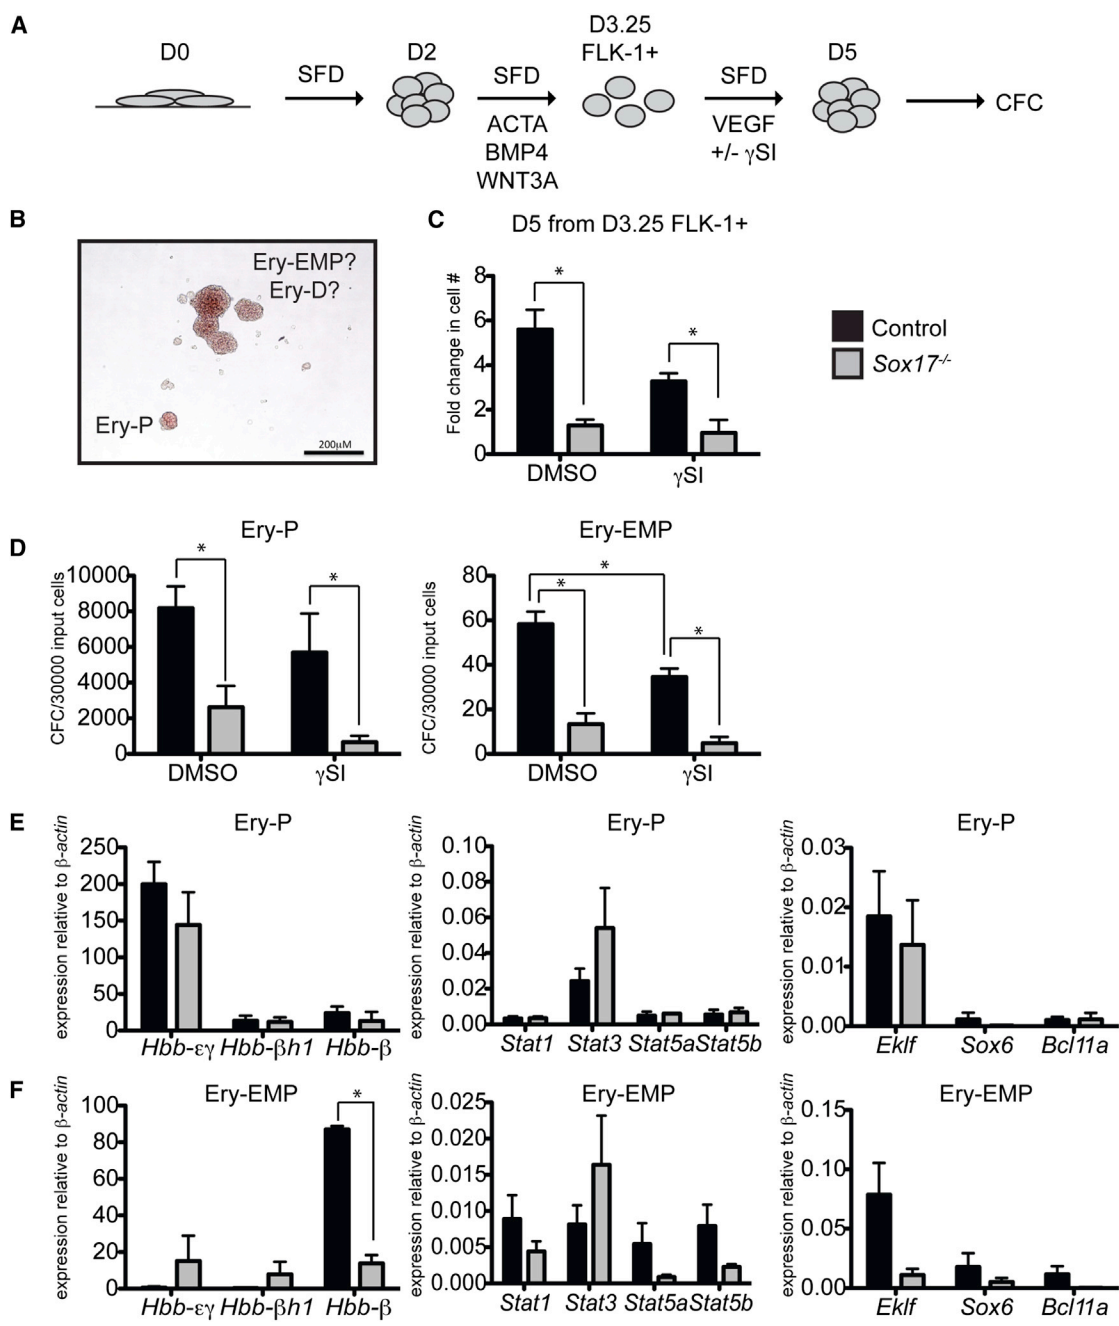 A
D0
SFD
D2
SFD
ACTA
BMP4
WNT3A
D3.25
FLK-1+
SFD
VEGF
+/- γSI
D5
CFC
B
Ery-EMP?
Ery-D?
Ery-P
200µM
C
D5 from D3.25 FLK-1+
Fold change in cell #
8
6
4
2
0
*
*
DMSO
γSI
Control
Sox17-/-
D
Ery-P
CFC/30000 input cells
10000
8000
6000
4000
2000
0
*
*
DMSO
γSI
Ery-EMP
CFC/30000 input cells
80
60
40
20
0
*
*
*
DMSO
γSI
E
Ery-P
expression relative to β-actin
250
200
150
100
50
0
Hbb-εγ Hbb-βh1 Hbb-β
Ery-P
expression relative to β-actin
0.10
0.08
0.06
0.04
0.02
0.00
Stat1 Stat3 Stat5a Stat5b
Ery-P
expression relative to β-actin
0.03
0.02
0.01
0.00
Eklf Sox6 Bcl11a
F
Ery-EMP
expression relative to β-actin
100
80
60
40
20
0
*
Hbb-εγ Hbb-βh1 Hbb-β
Ery-EMP
expression relative to β-actin
0.025
0.020
0.015
0.010
0.005
0.000
Stat1 Stat3 Stat5a Stat5b
Ery-EMP
expression relative to β-actin
0.15
0.10
0.05
0.00
Eklf Sox6 Bcl11a